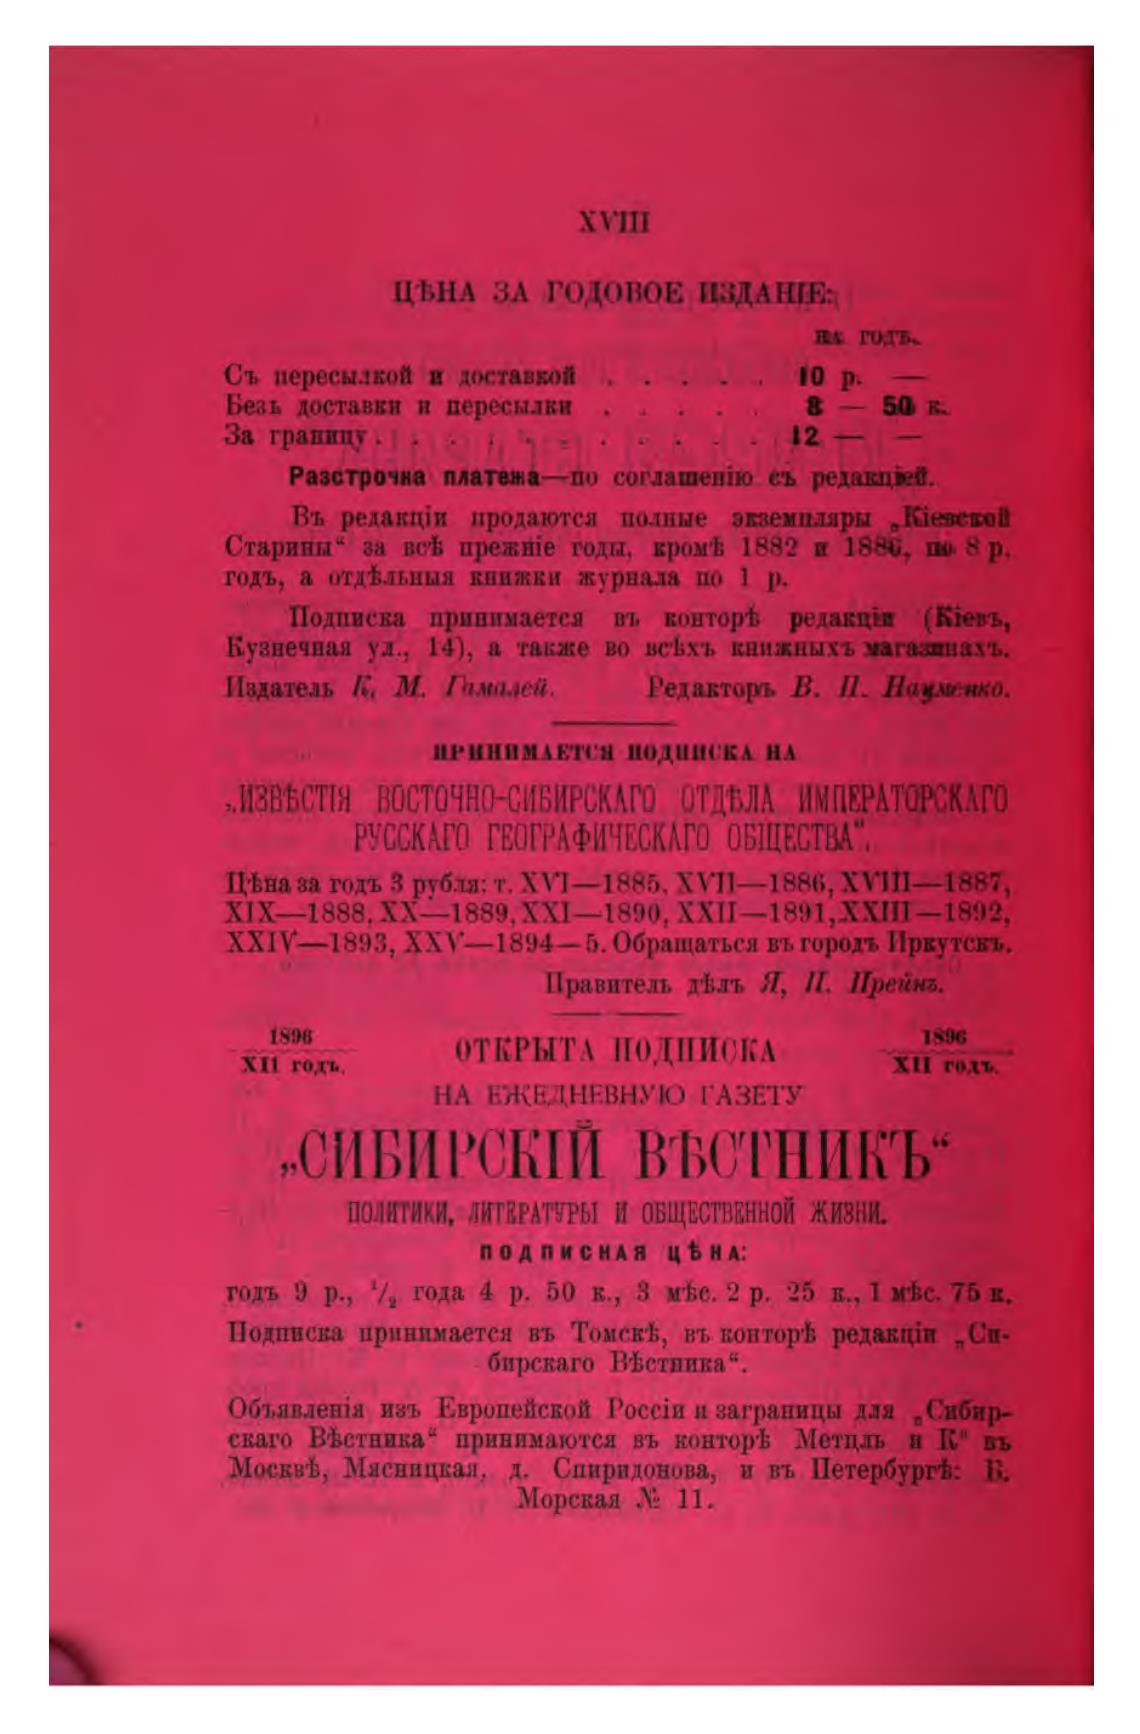 XVIII
ЦѢНА ЗА ГОДОВОЕ ИЗДАНІЕ:
НА ГОДЪ.
Съ пересылкой и доставкой . . . . . . 10 р. —
Безъ доставки и пересылки . . . . . 8 — 50 к.
За границу . . . . . . . . . . . 12 — —
Разстрочна платежа—по соглашенію съ редакціей.
Въ редакціи продаются полные экземпляры „Кіевской
Старины“ за всѣ прежніе годы, кромѣ 1882 и 1886, по 8 р.
годъ, а отдѣльныя книжки журнала по 1 р.
Подписка принимается въ конторѣ редакціи (Кіевъ,
Кузнечная ул., 14), а также во всѣхъ книжныхъ магазинахъ.
Издатель К. М. Гамалей. Редакторъ В. П. Науменко.
ПРИНИМАЕТСЯ ПОДПИСКА НА
„ИЗВѢСТІЯ ВОСТОЧНО-СИБИРСКАГО ОТДѢЛА ИМПЕРАТОРСКАГО
РУССКАГО ГЕОГРАФИЧЕСКАГО ОБЩЕСТВА“.
Цѣна за годъ 3 рубля: т. XVI—1885, XVII—1886, XVIII—1887,
XIX—1888, XX—1889, XXI—1890, XXII—1891, XXIII—1892,
XXIV—1893, XXV—1894—5. Обращаться въ городъ Иркутскъ.
Правитель дѣлъ Я, П. Прейнъ.
1896
XII годъ.
ОТКРЫТА ПОДПИСКА
1896
XII годъ.
НА ЕЖЕДНЕВНУЮ ГАЗЕТУ
„СИБИРСКІЙ ВѢСТНИКЪ“
ПОЛИТИКИ, ЛИТЕРАТУРЫ И ОБЩЕСТВЕННОЙ ЖИЗНИ.
ПОДПИСНАЯ ЦѢНА:
годъ 9 р., ½ года 4 р. 50 к., 3 мѣс. 2 р. 25 к., 1 мѣс. 75 к.
Подписка принимается въ Томскѣ, въ конторѣ редакціи „Си-
бирскаго Вѣстника“.
Объявленія изъ Европейской Россіи и заграницы для „Сибир-
скаго Вѣстника“ принимаются въ конторѣ Метцль и К° въ
Москвѣ, Мясницкая, д. Спиридонова, и въ Петербургѣ: Б.
Морская № 11.